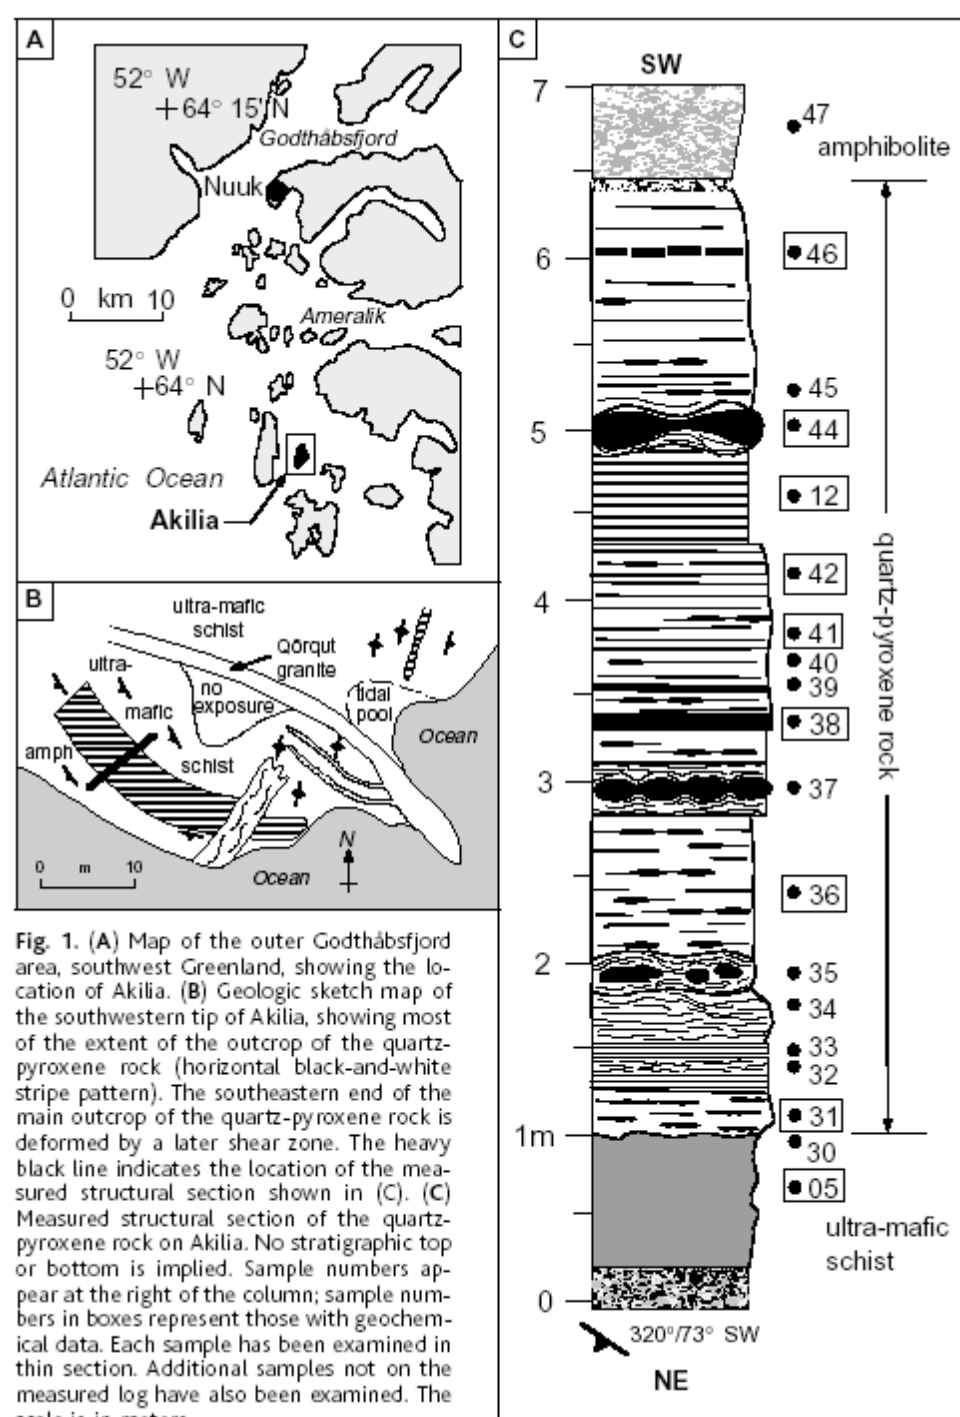 A
52° W
64° 15' N
Godthåbsfjord
Nuuk
0 km 10
Ameralik
52° W
64° N
Atlantic Ocean
Akilia
B
ultra-mafic
schist
Qôrqut
granite
ultra-
no
exposure
tidal
pool
mafic
Ocean
amph
schist
N
0 m 10
Ocean
Fig. 1. (A) Map of the outer Godthåbsfjord
area, southwest Greenland, showing the lo-
cation of Akilia. (B) Geologic sketch map of
the southwestern tip of Akilia, showing most
of the extent of the outcrop of the quartz-
pyroxene rock (horizontal black-and-white
stripe pattern). The southeastern end of the
main outcrop of the quartz-pyroxene rock is
deformed by a later shear zone. The heavy
black line indicates the location of the mea-
sured structural section shown in (C). (C)
Measured structural section of the quartz-
pyroxene rock on Akilia. No stratigraphic top
or bottom is implied. Sample numbers ap-
pear at the right of the column; sample num-
bers in boxes represent those with geochem-
ical data. Each sample has been examined in
thin section. Additional samples not on the
measured log have also been examined. The
C
SW
7
47
amphibolite
6
46
45
5
44
12
quartz-pyroxene rock
42
4
41
40
39
38
3
37
36
2
35
34
33
32
31
1m
30
05
ultra-mafic
schist
0
320°/73° SW
NE